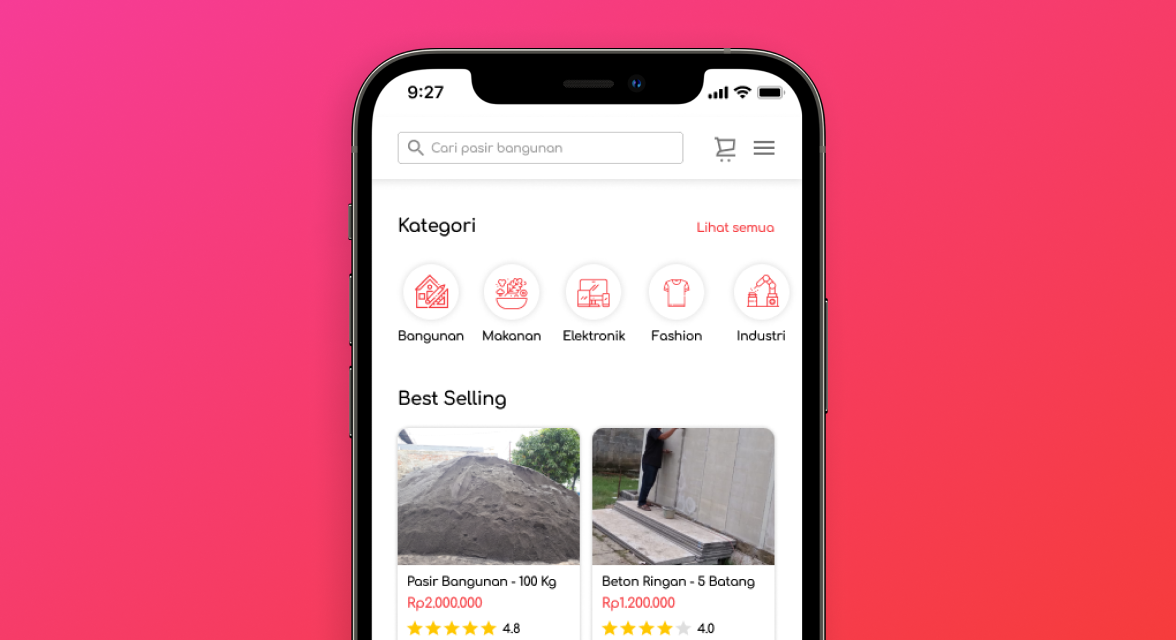 9:27
Cari pasir bangunan
Kategori
Lihat semua
Bangunan
Makanan
Elektronik
Fashion
Industri
Best Selling
Pasir Bangunan - 100 Kg
Rp2.000.000
4.8
Beton Ringan - 5 Batang
Rp1.200.000
4.0